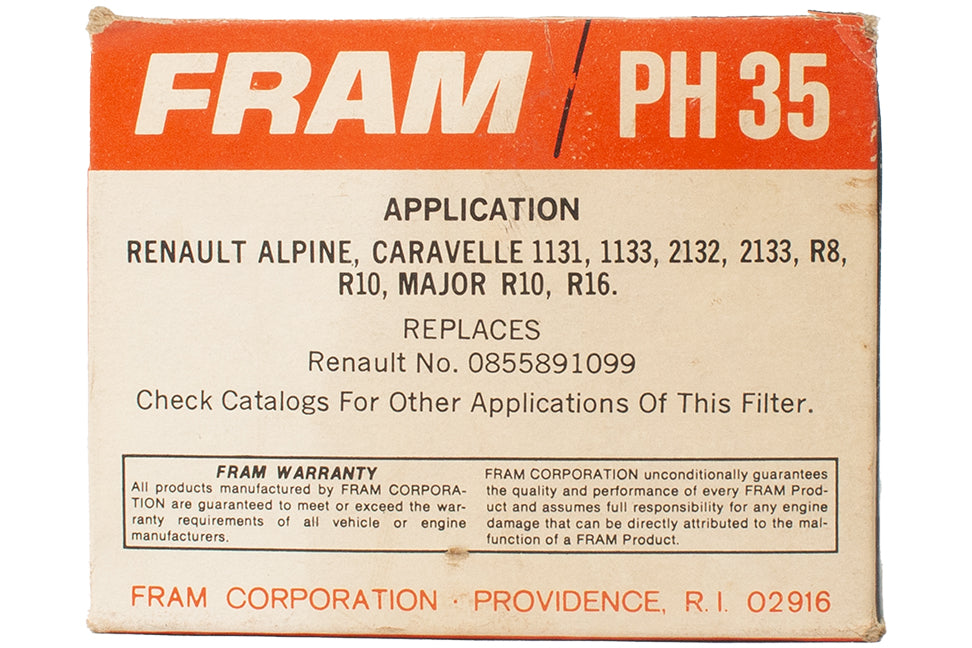 FRAM / PH 35
APPLICATION
RENAULT ALPINE, CARAVELLE 1131, 1133, 2132, 2133, R8,
R10, MAJOR R10, R16.
REPLACES
Renault No. 0855891099
Check Catalogs For Other Applications Of This Filter.
FRAM WARRANTY
All products manufactured by FRAM CORPORA-
TION are guaranteed to meet or exceed the war-
ranty requirements of all vehicle or engine
manufacturers.
FRAM CORPORATION unconditionally guarantees
the quality and performance of every FRAM Prod-
uct and assumes full responsibility for any engine
damage that can be directly attributed to the mal-
function of a FRAM Product.
FRAM CORPORATION · PROVIDENCE, R.I. 02916